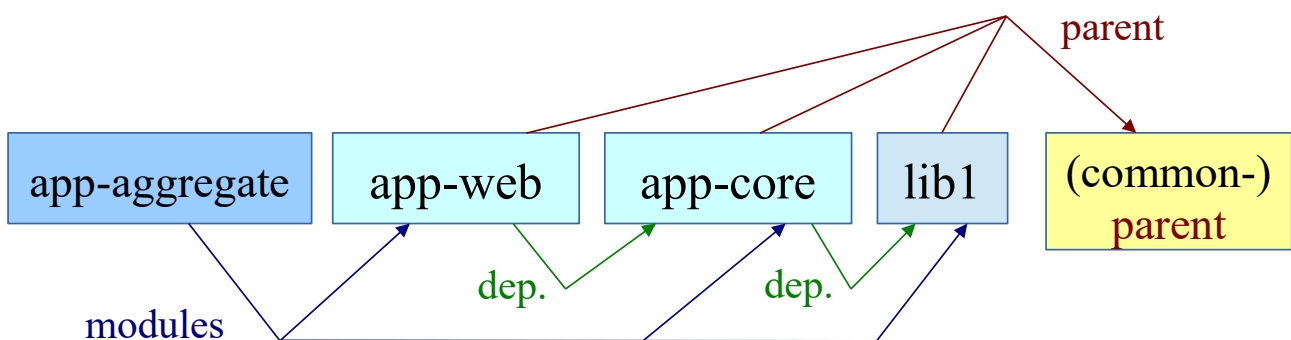 parent
app-aggregate
app-web
app-core
lib1
(common-)
parent
dep.
dep.
modules